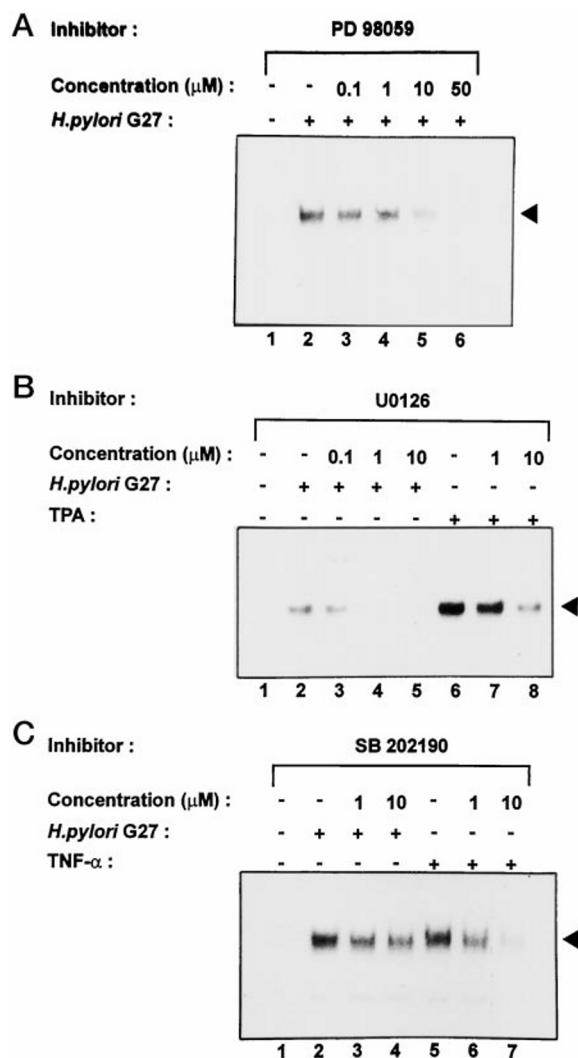 A Inhibitor : PD 98059
Concentration (μM) : - - 0.1 1 10 50
H.pylori G27 : - + + + + +
1 2 3 4 5 6
B Inhibitor : U0126
Concentration (μM) : - - 0.1 1 10 - 1 10
H.pylori G27 : - + + + + - - -
TPA : - - - - - + + +
1 2 3 4 5 6 7 8
C Inhibitor : SB 202190
Concentration (μM) : - - 1 10 - 1 10
H.pylori G27 : - + + + - - -
TNF-α : - - - - + + +
1 2 3 4 5 6 7